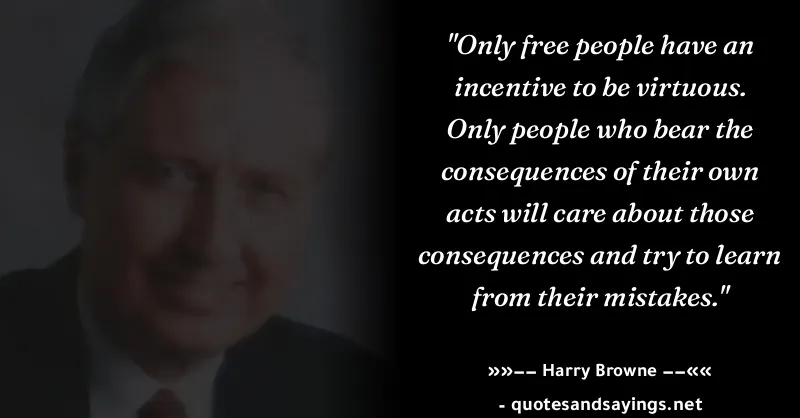 "Only free people have an
incentive to be virtuous.
Only people who bear the
consequences of their own
acts will care about those
consequences and try to learn
from their mistakes."
»»–– Harry Browne ––««
- quotesandsayings.net